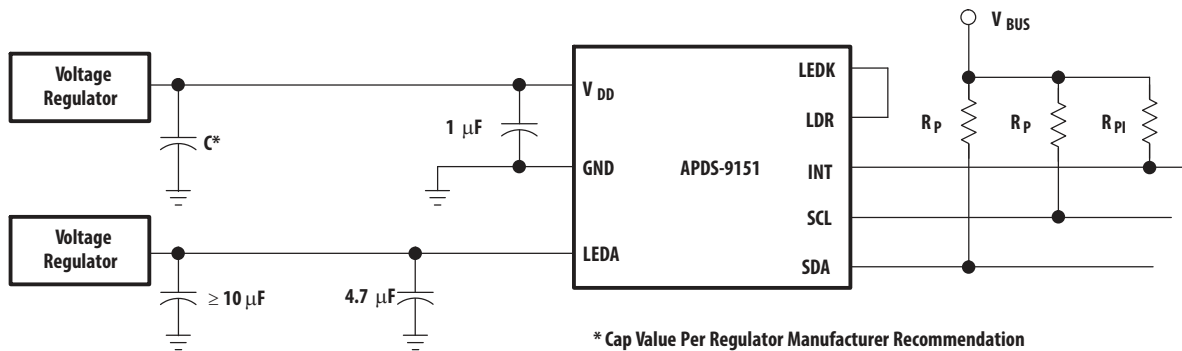 Voltage
Regulator
C*
1 μF
V DD
GND
LEDA
APDS-9151
LEDK
LDR
INT
SCL
SDA
V BUS
R P
R P
R PI
Voltage
Regulator
≥ 10 μF
4.7 μF
* Cap Value Per Regulator Manufacturer Recommendation